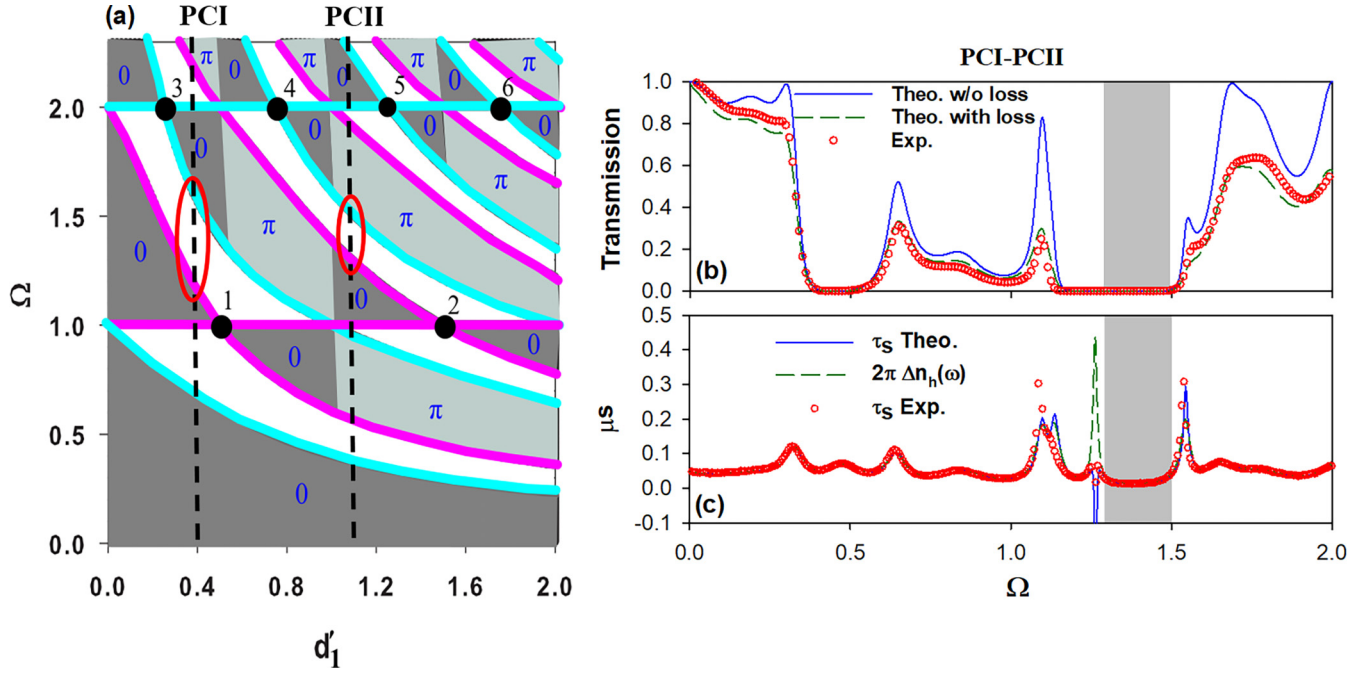 (a)
PCI
PCII
0
π
0
π
0
π
0
π
3
4
5
6
0
0
0
0
0
π
π
π
0
0
1
2
0
0
π
0
2.0
1.5
1.0
0.5
0.0
Ω
0.0 0.4 0.8 1.2 1.6 2.0
d′1
PCI-PCII
Theo. w/o loss
Theo. with loss
Exp.
1.0
0.8
0.6
0.4
0.2
0.0
Transmission
(b)
τS Theo.
2π Δnh(ω)
τS Exp.
0.5
0.4
0.3
0.2
0.1
0.0
-0.1
μs
(c)
0.0 0.5 1.0 1.5 2.0
Ω